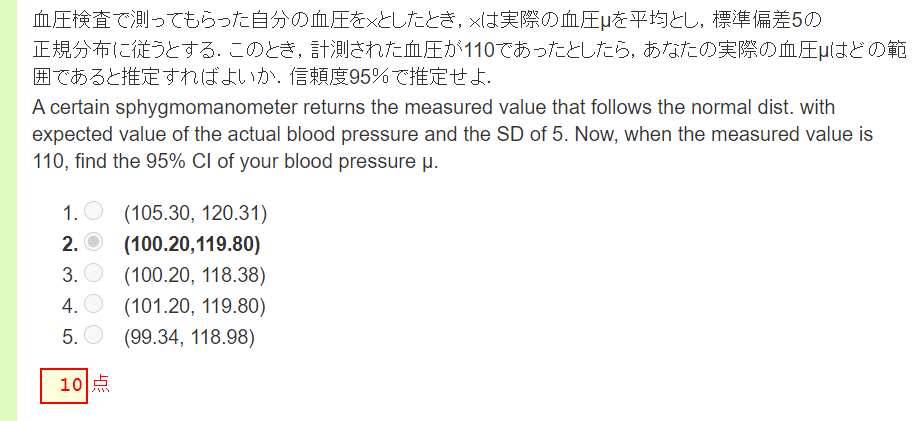 血圧検査で測ってもらった自分の血圧をxとしたとき, xは実際の血圧μを平均とし, 標準偏差5の
正規分布に従うとする. このとき, 計測された血圧が110であったとしたら, あなたの実際の血圧μはどの範
囲であると推定すればよいか. 信頼度95%で推定せよ.
A certain sphygmomanometer returns the measured value that follows the normal dist. with
expected value of the actual blood pressure and the SD of 5. Now, when the measured value is
110, find the 95% CI of your blood pressure μ.
1. (105.30, 120.31)
2. (100.20,119.80)
3. (100.20, 118.38)
4. (101.20, 119.80)
5. (99.34, 118.98)
10 点